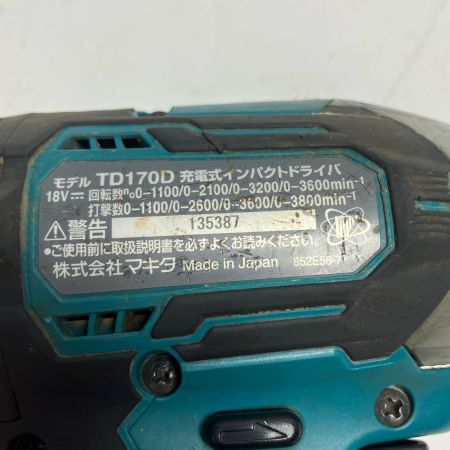 モデル TD170D 充電式インパクトドライバ
18V⎓ 回転数n₀0-1100/0-2100/0-3200/0-3600min⁻¹
打撃数0-1100/0-2600/0-3600/0-3800min⁻¹
⚠警告 135387
•ご使用前に取扱説明書を必ずよくお読みください。
株式会社マキタ Made in Japan 852E56-7